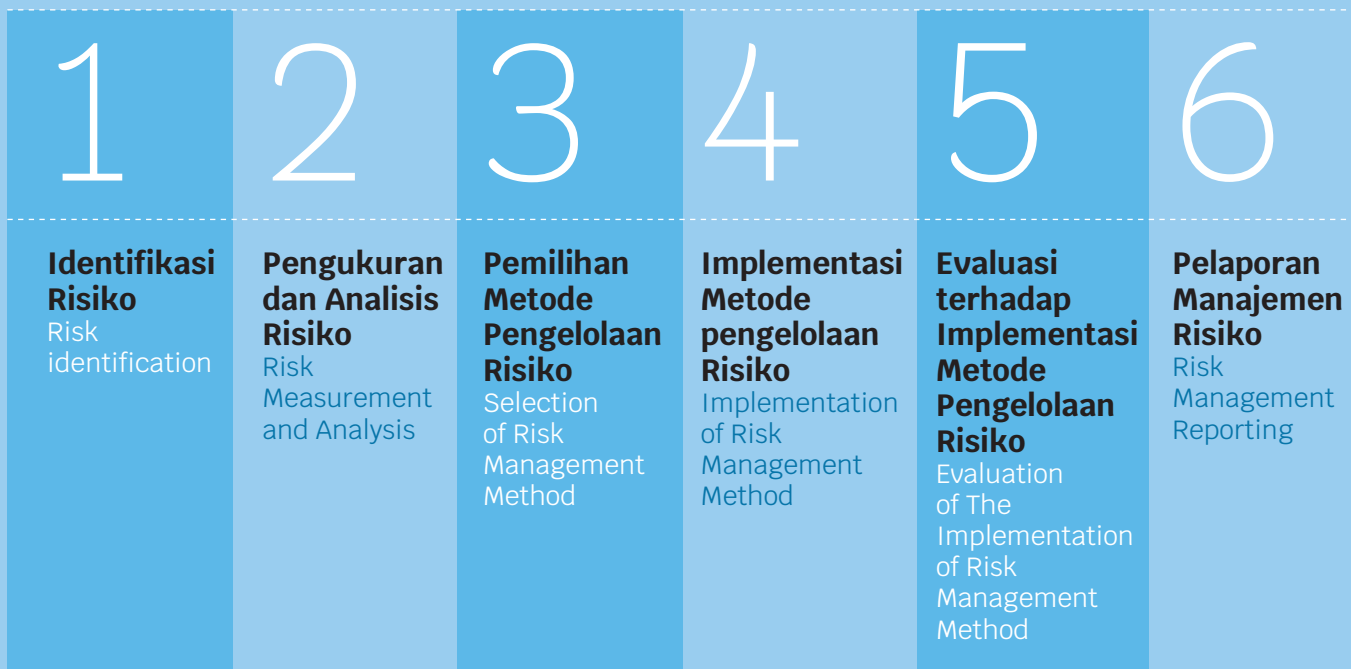 1
Identifikasi
Risiko
Risk
identification
2
Pengukuran
dan Analisis
Risiko
Risk
Measurement
and Analysis
3
Pemilihan
Metode
Pengelolaan
Risiko
Selection
of Risk
Management
Method
4
Implementasi
Metode
pengelolaan
Risiko
Implementation
of Risk
Management
Method
5
Evaluasi
terhadap
Implementasi
Metode
Pengelolaan
Risiko
Evaluation
of The
Implementation
of Risk
Management
Method
6
Pelaporan
Manajemen
Risiko
Risk
Management
Reporting